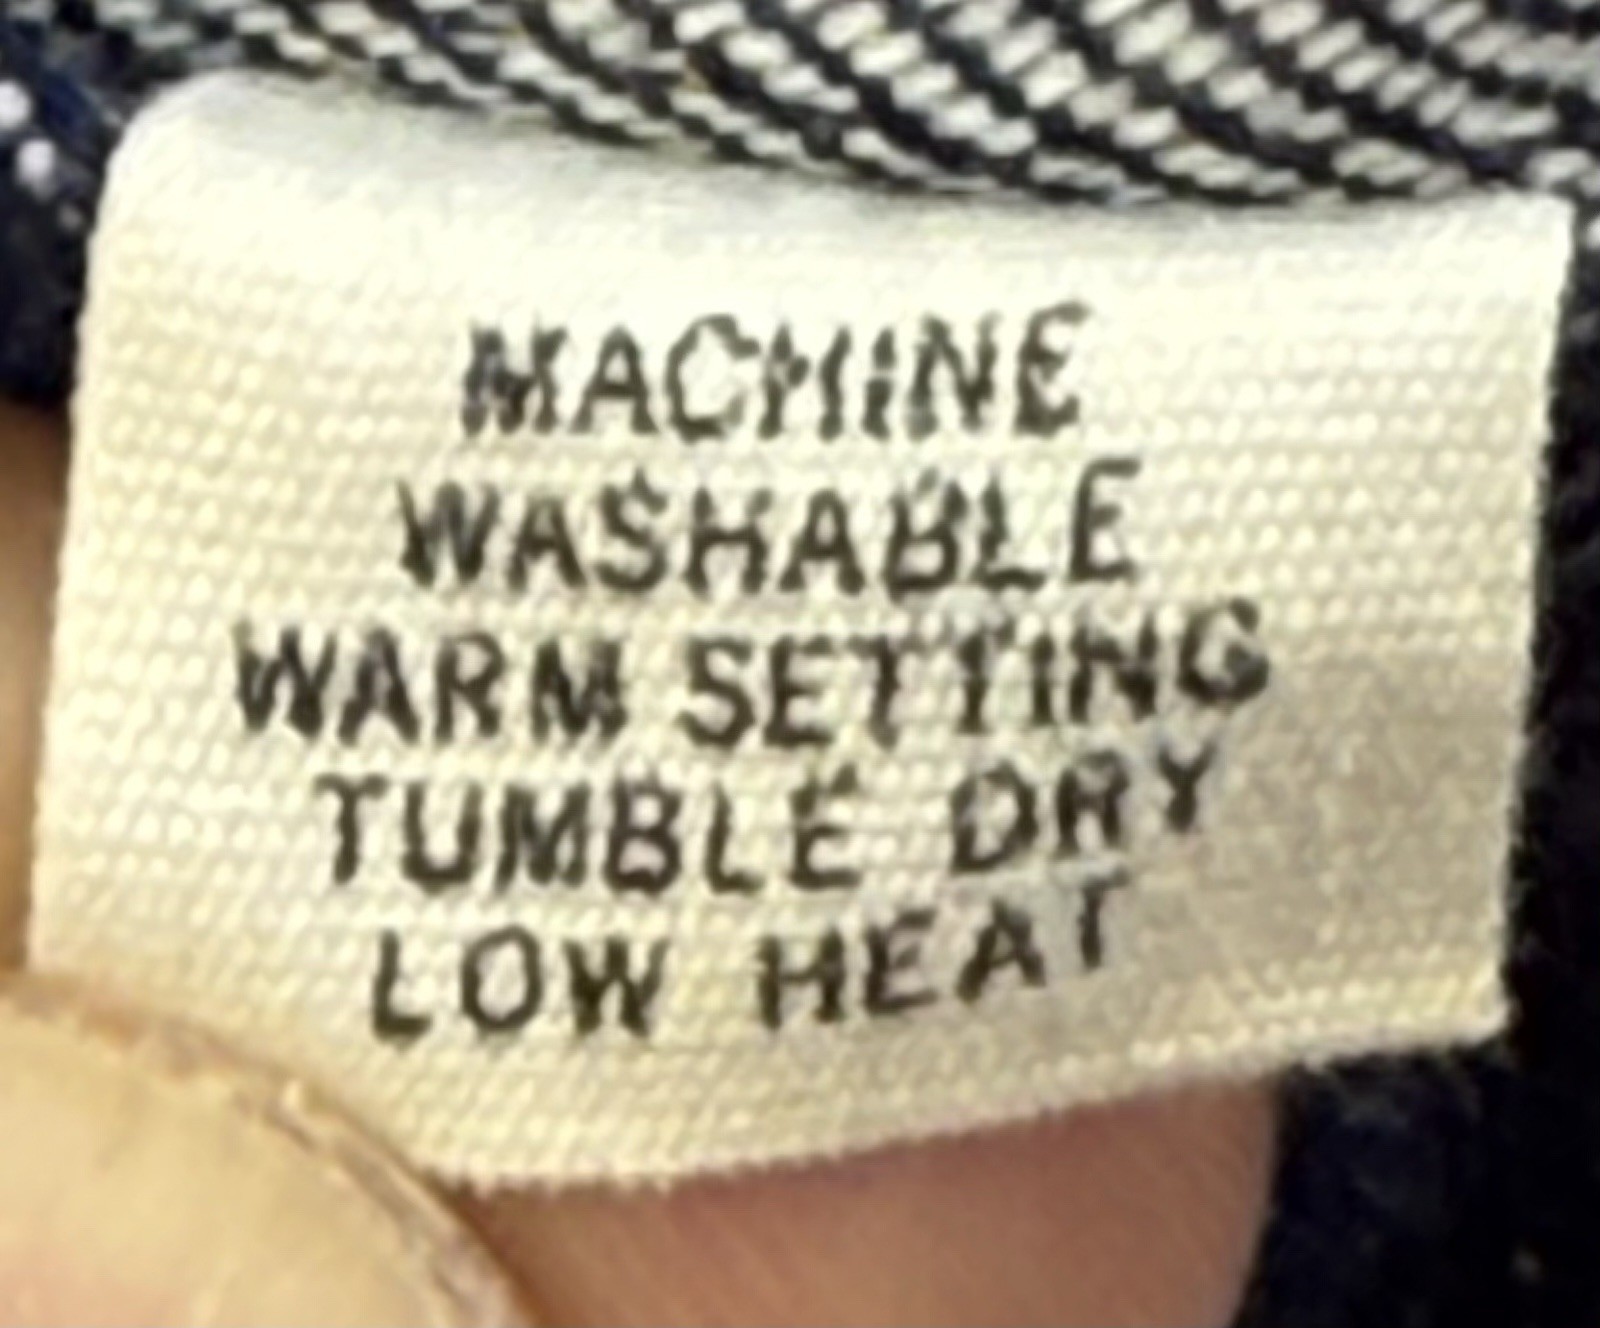 MACHINE
WASHABLE
WARM SETTING
TUMBLE DRY
LOW HEAT